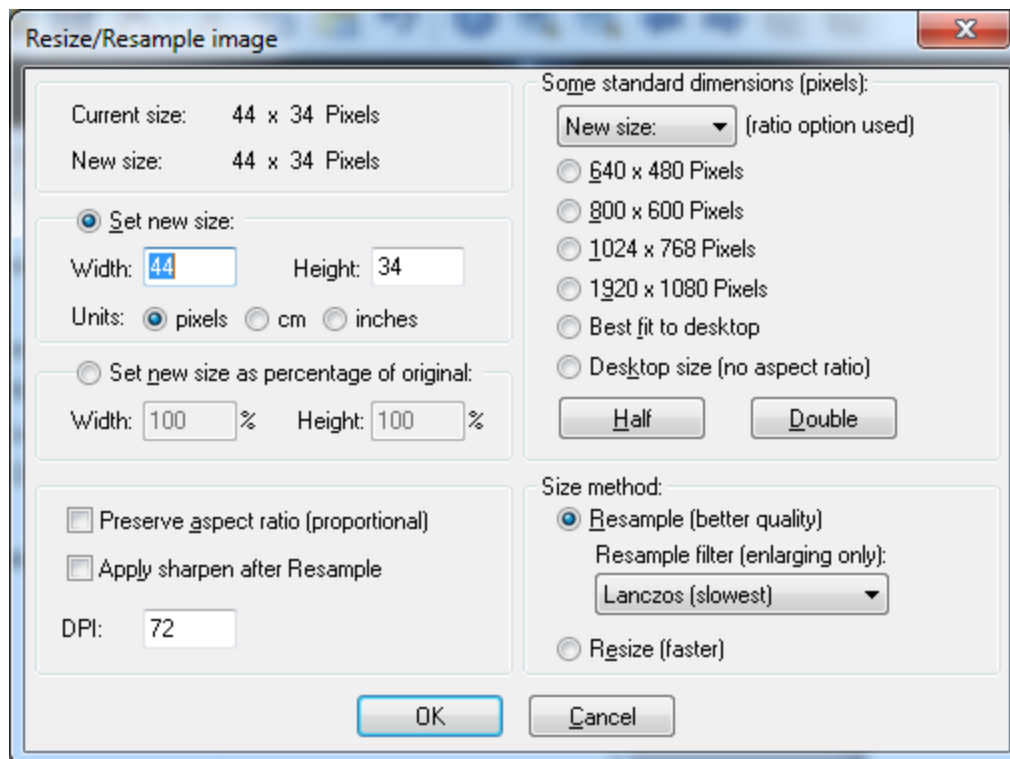 Resize/Resample image
Current size: 44 x 34 Pixels
New size: 44 x 34 Pixels
Set new size:
Width: 44 Height: 34
Units: pixels cm inches
Set new size as percentage of original:
Width: 100 % Height: 100 %
Preserve aspect ratio (proportional)
Apply sharpen after Resample
DPI: 72
Some standard dimensions (pixels):
New size: (ratio option used)
640 x 480 Pixels
800 x 600 Pixels
1024 x 768 Pixels
1920 x 1080 Pixels
Best fit to desktop
Desktop size (no aspect ratio)
Half Double
Size method:
Resample (better quality)
Resample filter (enlarging only):
Lanczos (slowest)
Resize (faster)
OK Cancel